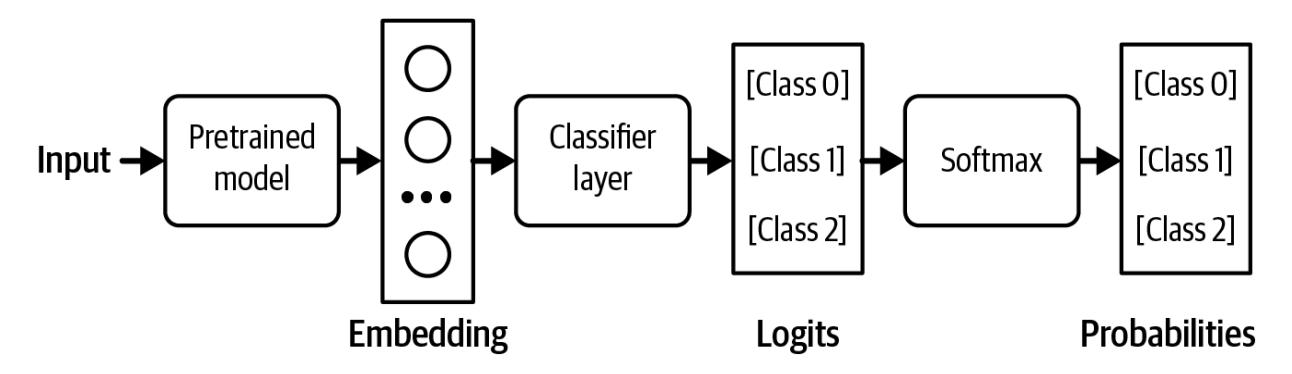 Input
Pretrained
model
Embedding
Classifier
layer
[Class 0]
[Class 1]
[Class 2]
Logits
Softmax
[Class 0]
[Class 1]
[Class 2]
Probabilities